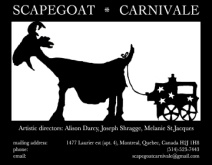 SCAPEGOAT * CARNIVALE
Artistic directors: Alison Darcy, Joseph Shragge, Melanie St.Jacques
mailing address: 1477 Laurier est (apt. 4), Montreal, Quebec, Canada H2J 1H8
phone: (514)-523-7443
email: scapegoatcarnivale@gmail.com